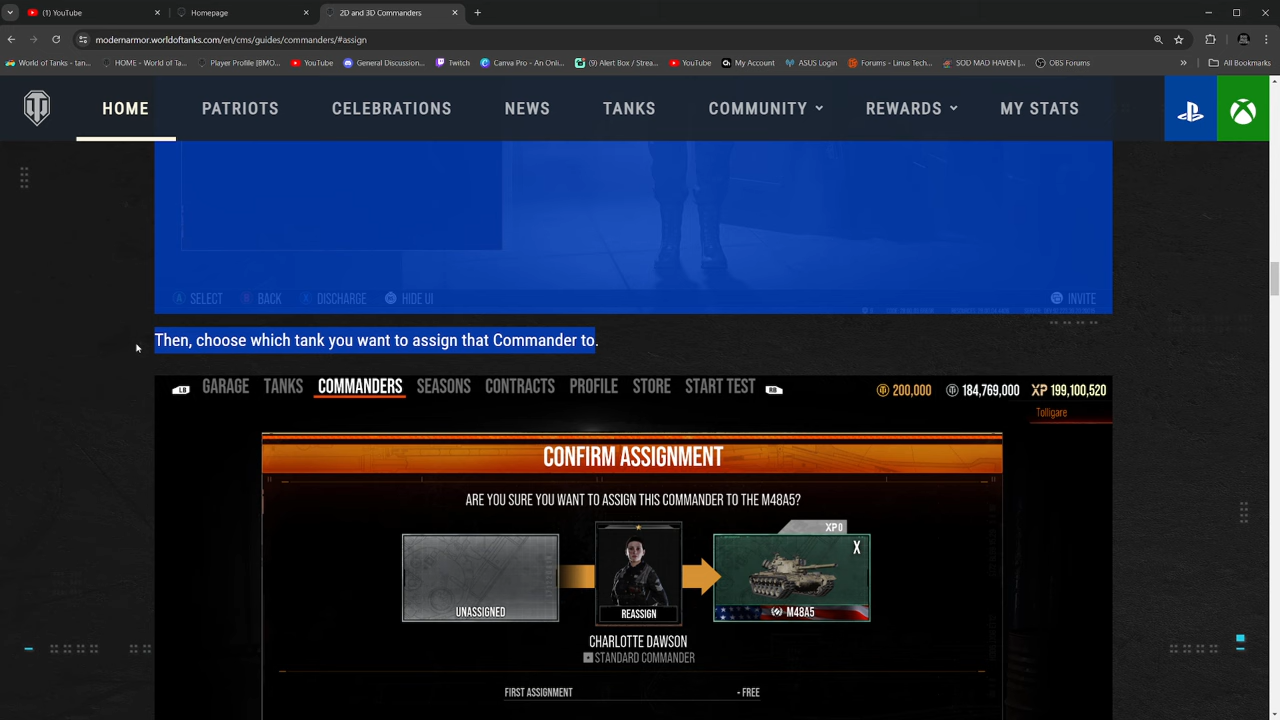 (1) YouTube
Homepage
2D and 3D Commanders
modernarmor.worldoftanks.com/en/cms/guides/commanders/#assign
World of Tanks - tan...
HOME - World of Ta...
Player Profile [BMO...
YouTube
General Discussion...
Twitch
Canva Pro - An Onli...
(9) Alert Box / Strea...
YouTube
My Account
ASUS Login
Forums - Linus Tech...
SOD MAD HAVEN |...
OBS Forums
All Bookmarks
HOME
PATRIOTS
CELEBRATIONS
NEWS
TANKS
COMMUNITY
REWARDS
MY STATS
A SELECT
B BACK
X DISCHARGE
HIDE UI
INVITE
Then, choose which tank you want to assign that Commander to.
LB GARAGE TANKS COMMANDERS SEASONS CONTRACTS PROFILE STORE START TEST RB
200,000 184,769,000 XP 199,100,520
Tolligare
CONFIRM ASSIGNMENT
ARE YOU SURE YOU WANT TO ASSIGN THIS COMMANDER TO THE M48A5?
XP0
X
UNASSIGNED
REASSIGN
M48A5
CHARLOTTE DAWSON
STANDARD COMMANDER
FIRST ASSIGNMENT - FREE